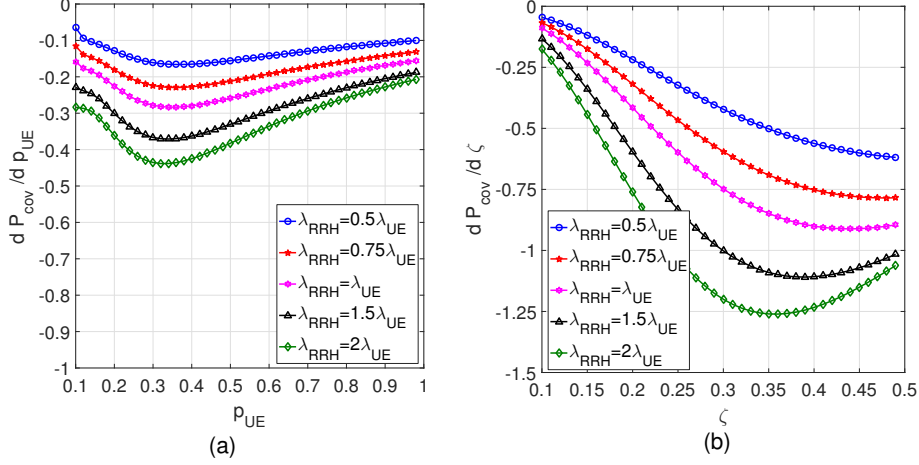 0
-0.1
-0.2
-0.3
-0.4
-0.5
-0.6
-0.7
-0.8
-0.9
-1
0.1 0.2 0.3 0.4 0.5 0.6 0.7 0.8 0.9 1
d P_cov / d p_UE
p_UE
λ_RRH=0.5λ_UE
λ_RRH=0.75λ_UE
λ_RRH=λ_UE
λ_RRH=1.5λ_UE
λ_RRH=2λ_UE
(a)
0
-0.25
-0.5
-0.75
-1
-1.25
-1.5
0.1 0.15 0.2 0.25 0.3 0.35 0.4 0.45 0.5
d P_cov / d ζ
ζ
λ_RRH=0.5λ_UE
λ_RRH=0.75λ_UE
λ_RRH=λ_UE
λ_RRH=1.5λ_UE
λ_RRH=2λ_UE
(b)